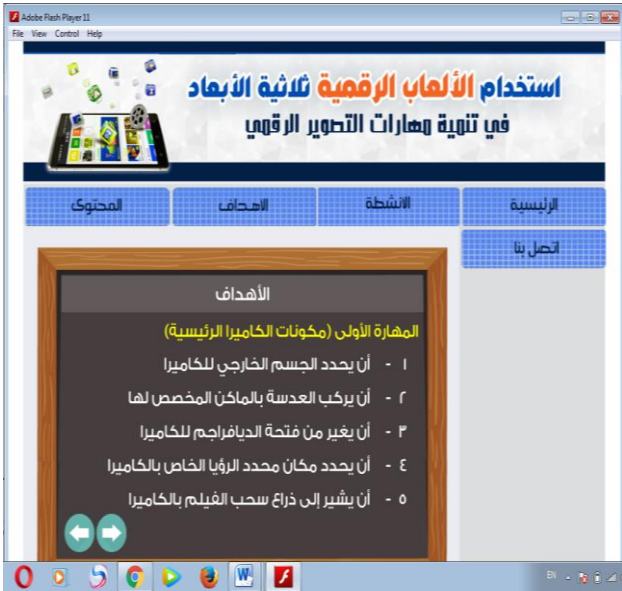 Adobe Flash Player 11
File View Control Help
استخدام الألعاب الرقمية ثلاثية الأبعاد
في تنمية مهارات التصوير الرقمي
الرئيسية الانشطة الاهداف المحتوى
اتصل بنا
الأهداف
المهارة الأولى (مكونات الكاميرا الرئيسية)
١ - أن يحدد الجسم الخارجي للكاميرا
٢ - أن يركب العدسة بالماكن المخصص لها
٣ - أن يغير من فتحة الديافراجم للكاميرا
٤ - أن يحدد مكان محدد الرؤيا الخاص بالكاميرا
٥ - أن يشير إلى ذراع سحب الفيلم بالكاميرا
EN